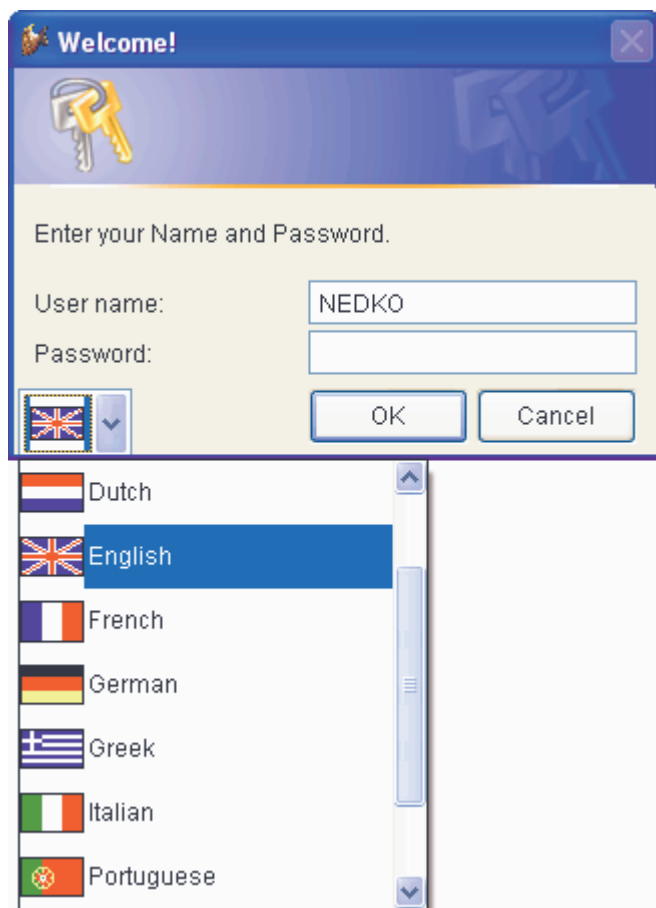 Welcome!
Enter your Name and Password.
User name: NEDKO
Password:
OK Cancel
Dutch
English
French
German
Greek
Italian
Portuguese